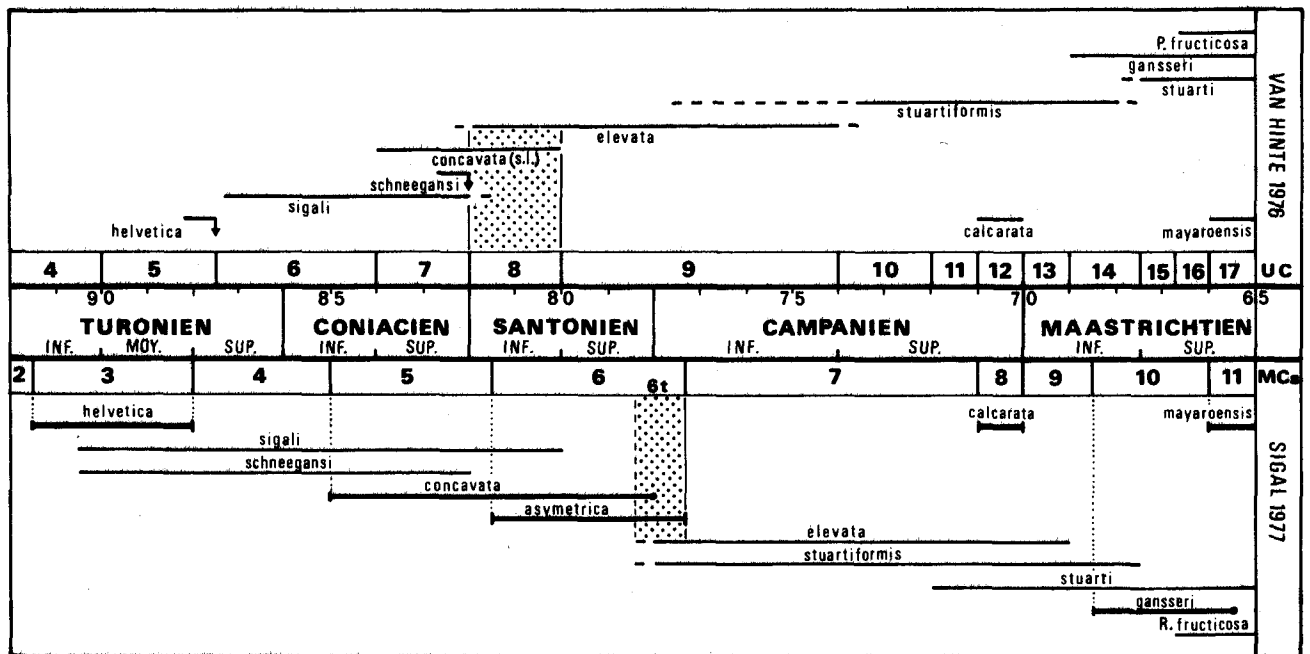 P. fructicosa
gansseri
stuarti
stuartiformis
elevata
concavata (s.l.)
schneegansi
sigali
helvetica
calcarata
mayaroensis
VAN HINTE 1976
4 5 6 7 8 9 10 11 12 13 14 15 16 17 UC
90 85 80 75 70 65
TURONIEN CONIACIEN SANTONIEN CAMPANIEN MAASTRICHTIEN
INF. MOY. SUP. INF. SUP. INF. SUP. INF. SUP. INF. SUP.
2 3 4 5 6 6t 7 8 9 10 11 MCs
helvetica
calcarata
mayaroensis
sigali
schneegansi
concavata
asymetrica
élevata
stuartiformis
stuarti
gansseri
R. fructicosa
SIGAL 1977